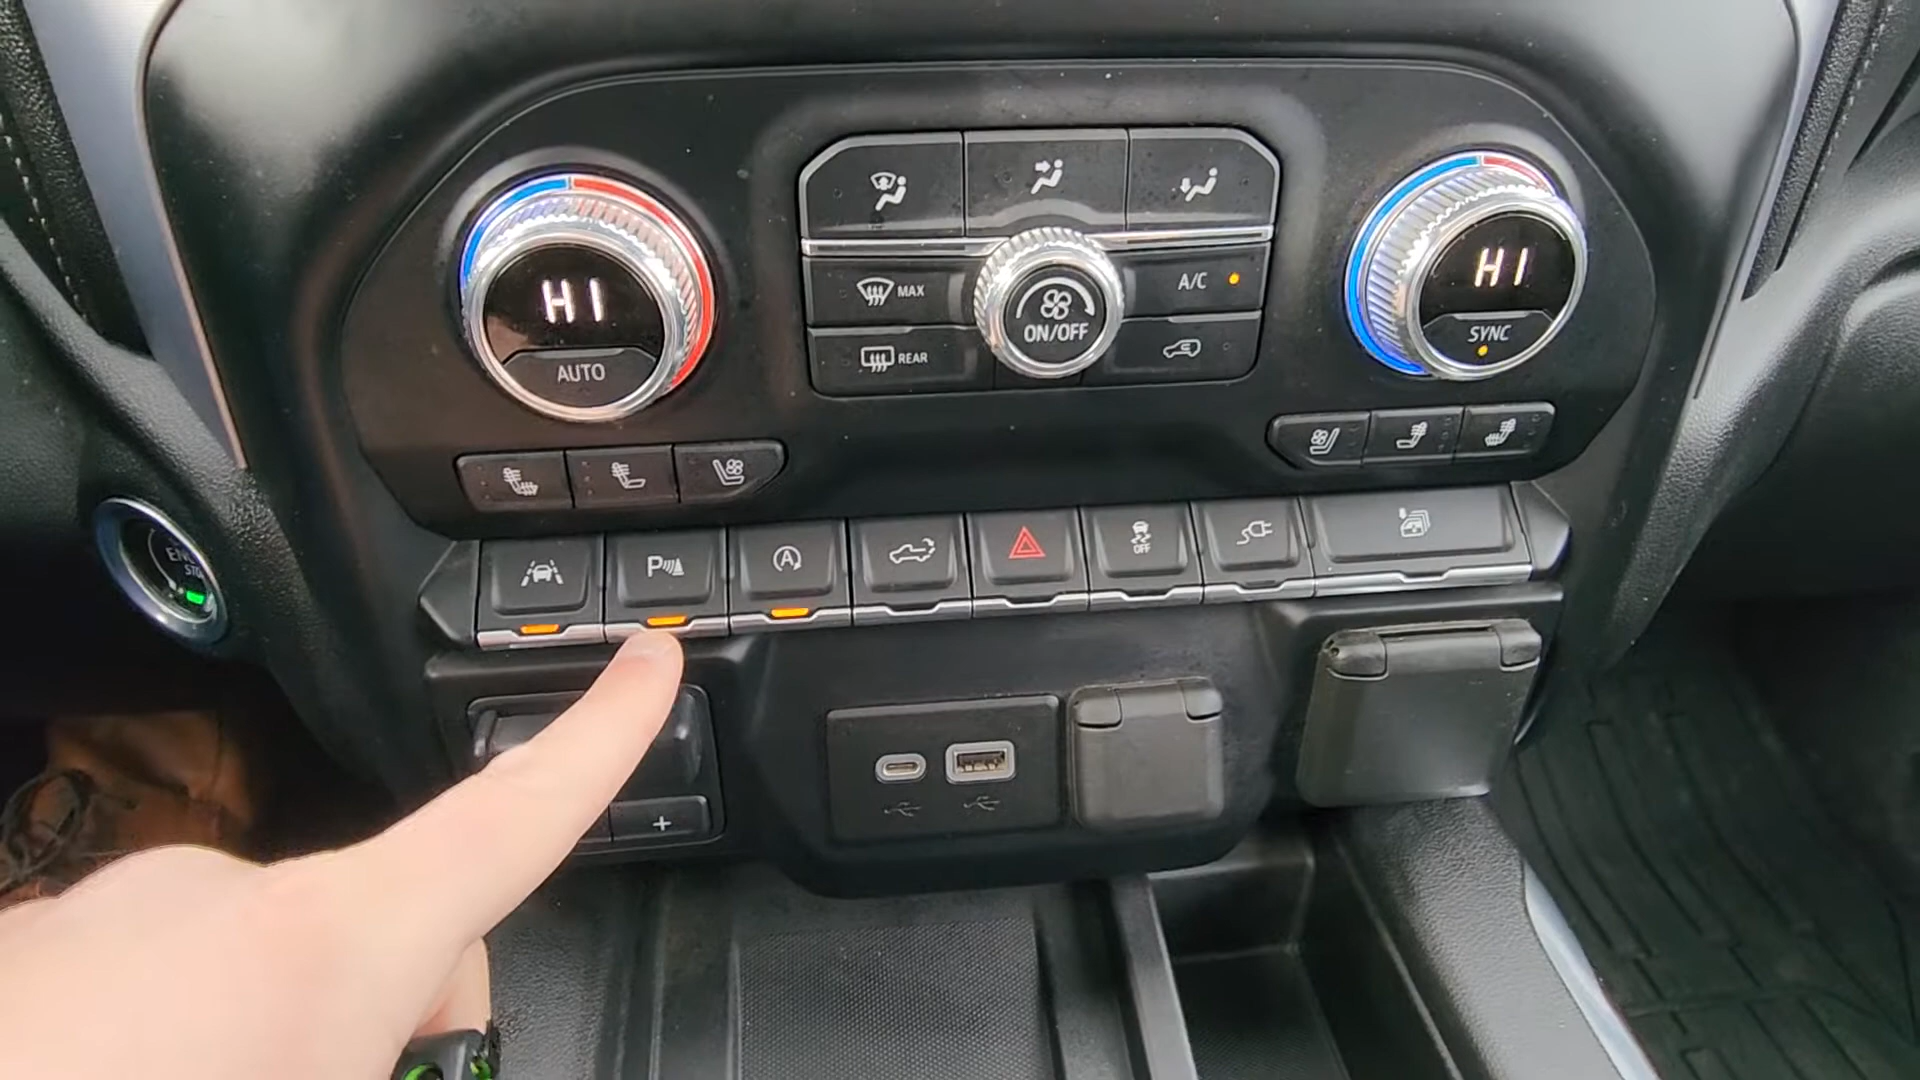 HI
AUTO
MAX
REAR
ON/OFF
A/C
HI
SYNC
P
A
OFF
+